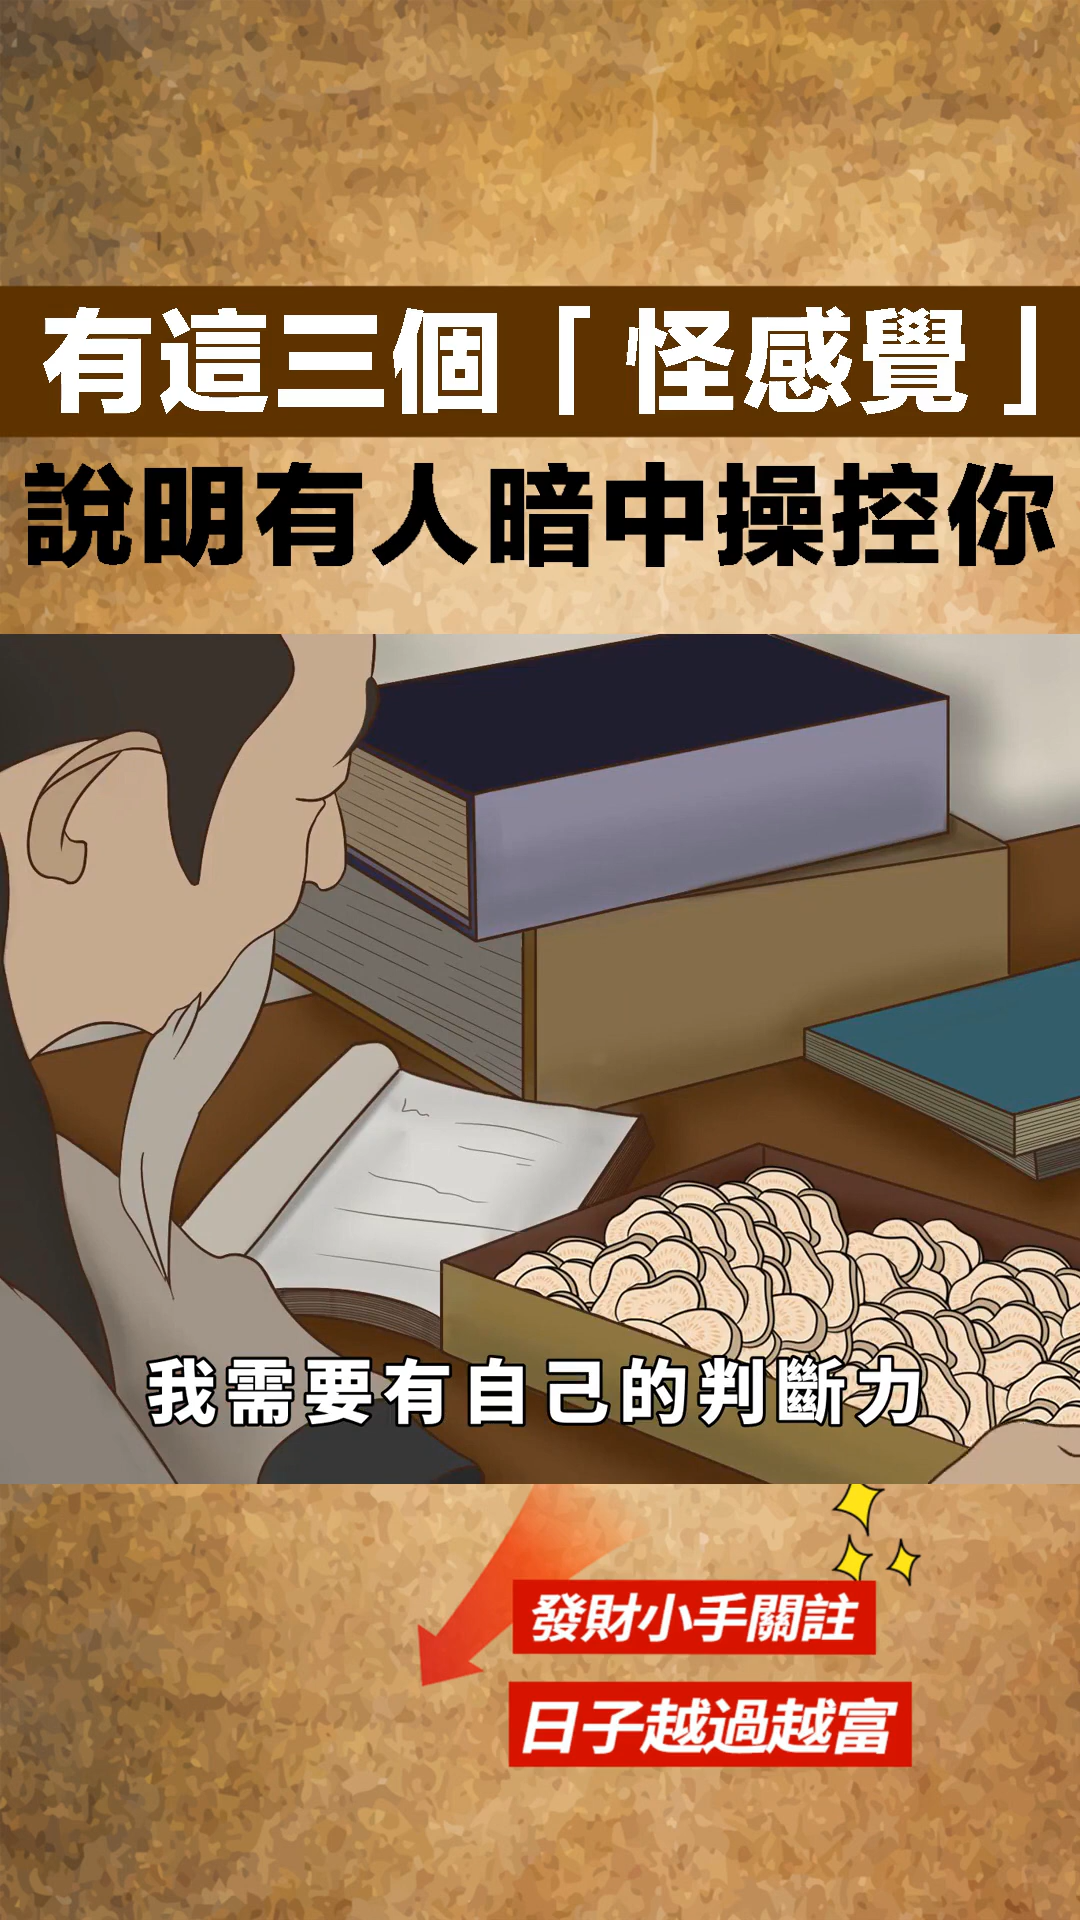 有這三個「怪感覺」
說明有人暗中操控你
我需要有自己的判斷力
發財小手關註
日子越過越富